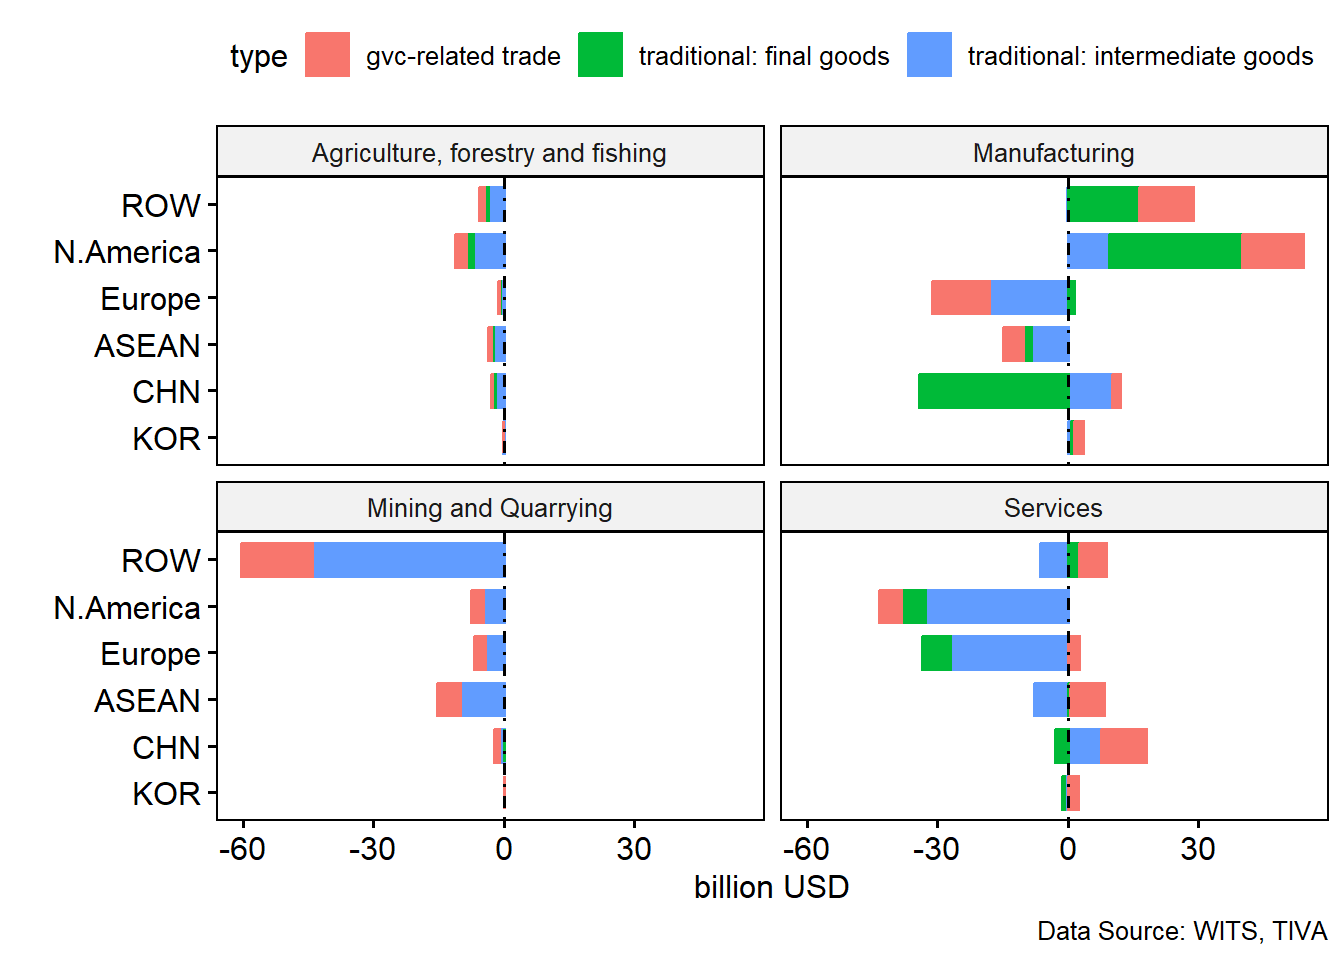 type gvc-related trade traditional: final goods traditional: intermediate goods
Agriculture, forestry and fishing
Manufacturing
ROW
N.America
Europe
ASEAN
CHN
KOR
Mining and Quarrying
Services
ROW
N.America
Europe
ASEAN
CHN
KOR
-60 -30 0 30
-60 -30 0 30
billion USD
Data Source: WITS, TIVA